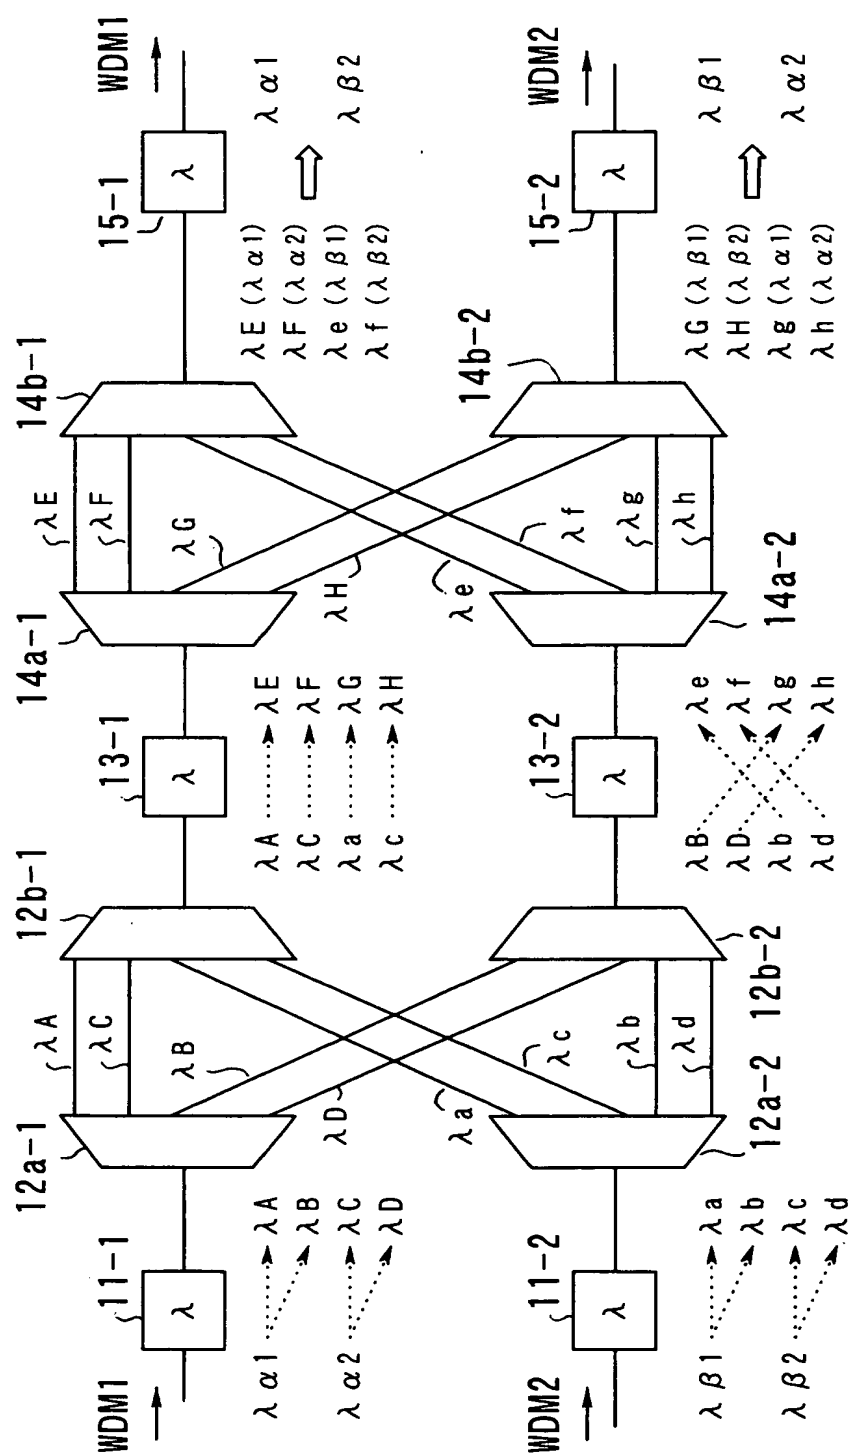 WDM1
11-1
λ
λα1
λα2
λA
λB
λC
λD
12a-1
λA
λC
λB
λD
12b-1
13-1
λ
λA
λC
λa
λc
λE
λF
λG
λH
14a-1
λE
λF
λG
λH
14b-1
15-1
λ
WDM1
λE (λα1)
λF (λα2)
λe (λβ1)
λf (λβ2)
λα1
λβ2
WDM2
11-2
λ
λβ1
λβ2
λa
λb
λc
λd
12a-2
λa
λc
λb
λd
12b-2
13-2
λ
λB
λD
λb
λd
λe
λf
λg
λh
14a-2
λe
λf
λg
λh
14b-2
15-2
λ
WDM2
λG (λβ1)
λH (λβ2)
λg (λα1)
λh (λα2)
λβ1
λα2